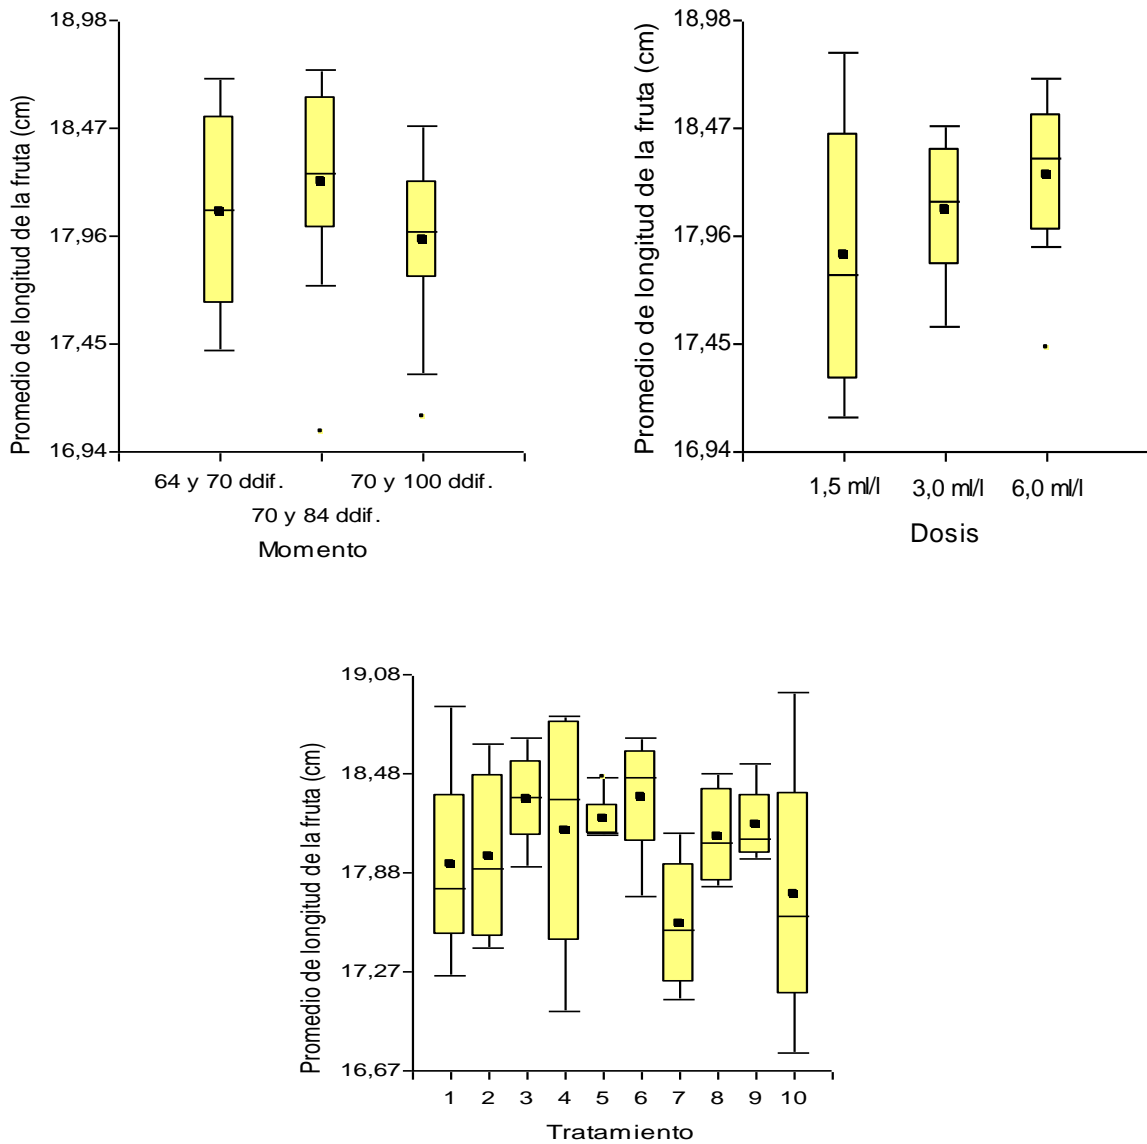 Promedio de longitud de la fruta (cm)
18,98
18,47
17,96
17,45
16,94
64 y 70 ddif.
70 y 84 ddif.
70 y 100 ddif.
Momento
Promedio de longitud de la fruta (cm)
18,98
18,47
17,96
17,45
16,94
1,5 ml/l
3,0 ml/l
6,0 ml/l
Dosis
Promedio de longitud de la fruta (cm)
19,08
18,48
17,88
17,27
16,67
1 2 3 4 5 6 7 8 9 10
Tratamiento